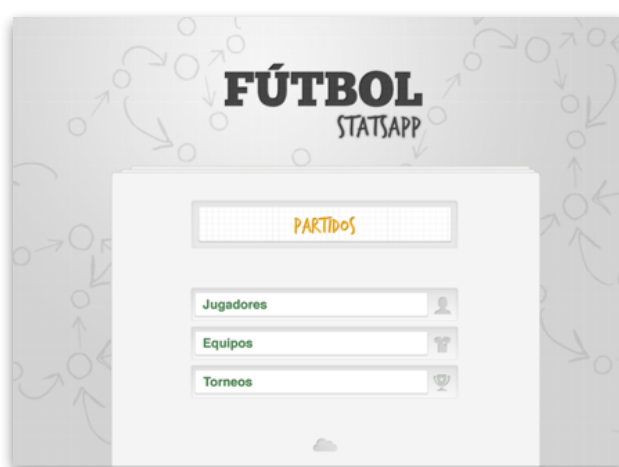 FÚTBOL
STATSAPP
PARTIDOS
Jugadores
Equipos
Torneos